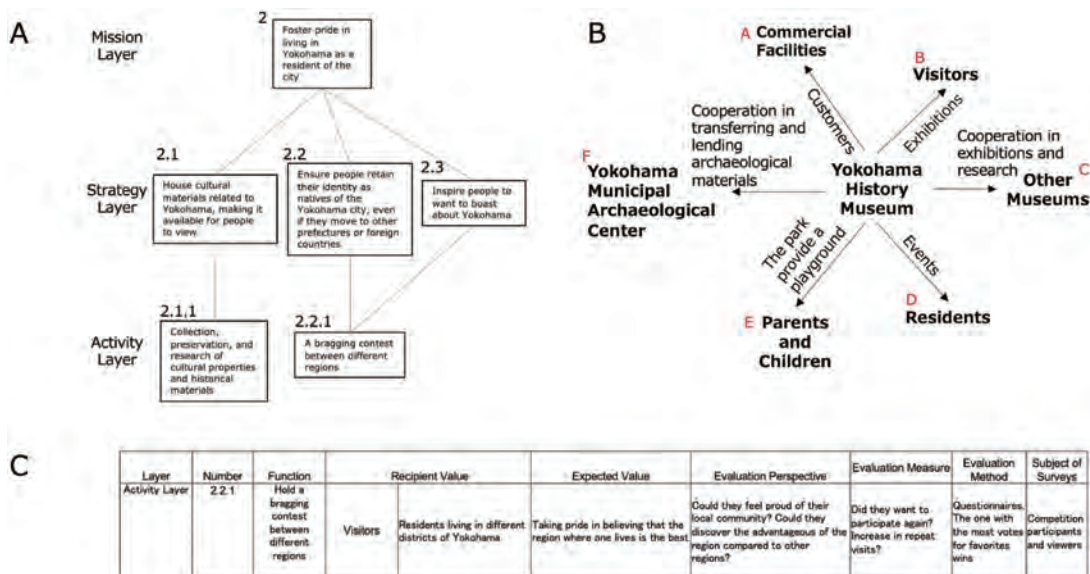 A
Mission
Layer
2
Foster pride in
living in
Yokohama as a
resident of the
city
Strategy
Layer
2.1
House cultural
materials related to
Yokohama, making it
available for people
to view
2.2
Ensure people retain
their identity as
natives of the
Yokohama city, even
if they move to other
prefectures or foreign
countries
2.3
Inspire people to
want to boast
about Yokohama
Activity
Layer
2.1,1
Collection,
preservation, and
research of
cultural properties
and historical
materials
2.2.1
A bragging contest
between different
regions
B
A Commercial
Facilities
B
Visitors
Customers
Exhibitions
Cooperation in
transferring and
lending
archaeological
materials
Cooperation in
exhibitions and
research
F
Yokohama
Municipal
Archaeological
Center
Yokohama
History
Museum
C
Other
Museums
The park
provide a
playground
Events
E Parents
and
Children
D
Residents
C
Layer Number Function Recipient Value Expected Value Evaluation Perspective Evaluation Measure Evaluation
Method Subject of
Surveys
Activity Layer 2.2.1 Hold a
bragging
contest
between
different
regions
Visitors
Residents living in different
districts of Yokohama
Taking pride in believing that the
region where one lives is the best
Could they feel proud of their
local community? Could they
discover the advantageous of the
region compared to other
regions?
Did they want to
participate again?
Increase in repeat
visits?
Questionnaires.
The one with
the most votes
for favorites
wins
Competition
participants
and viewers